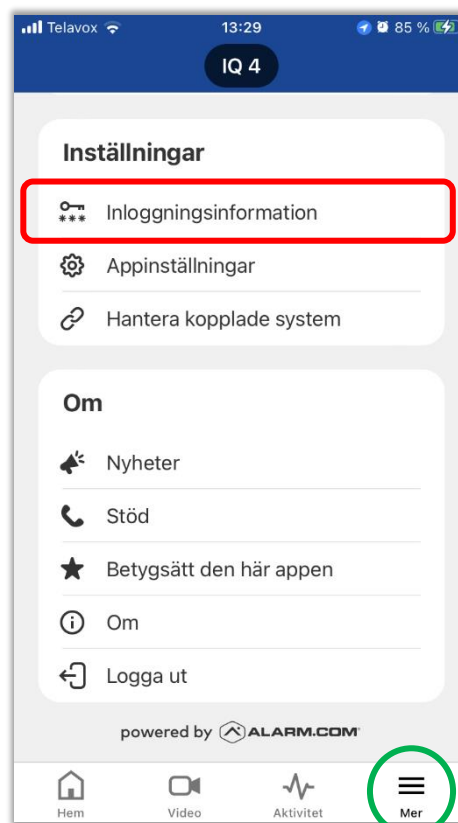 Telavox 13:29 85 %
IQ 4
Inställningar
Inloggningsinformation
Appinställningar
Hantera kopplade system
Om
Nyheter
Stöd
Betygsätt den här appen
Om
Logga ut
powered by ALARM.COM
Hem Video Aktivitet Mer